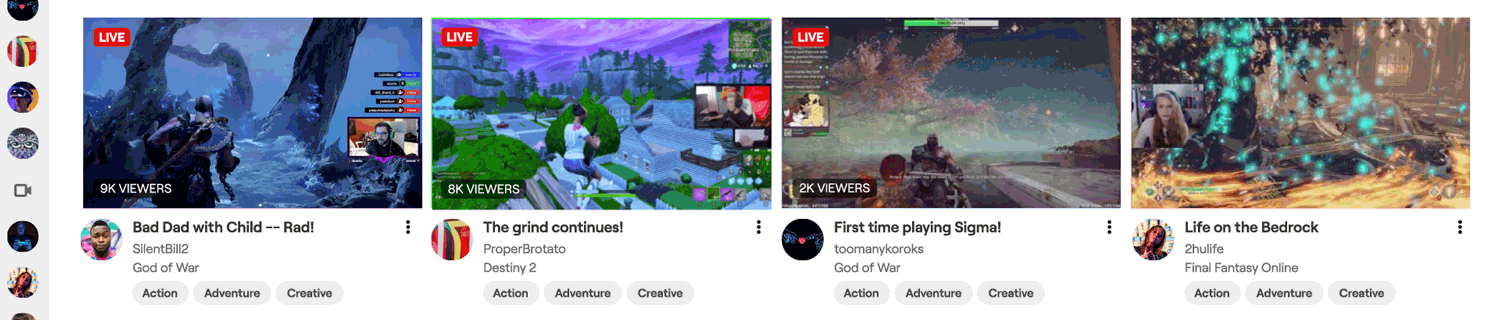 LIVE
9K VIEWERS
Bad Dad with Child -- Rad!
SilentBill2
God of War
Action Adventure Creative
LIVE
8K VIEWERS
The grind continues!
ProperBrotato
Destiny 2
Action Adventure Creative
LIVE
2K VIEWERS
First time playing Sigma!
toomanykoroks
God of War
Action Adventure Creative
Life on the Bedrock
2hulife
Final Fantasy Online
Action Adventure Creative